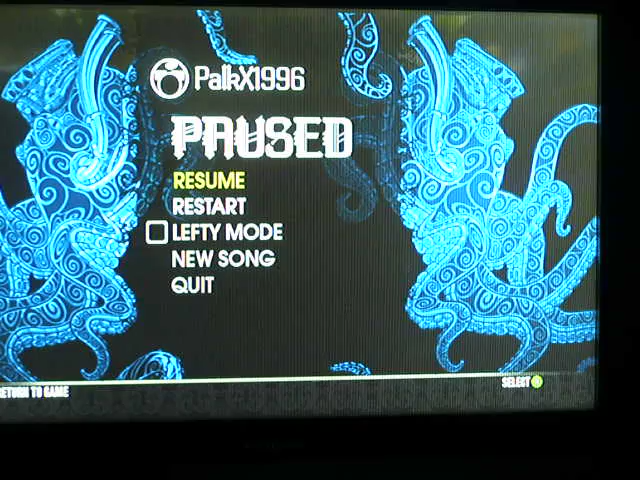 PalkX1996
PAUSED
RESUME
RESTART
LEFTY MODE
NEW SONG
QUIT
RETURN TO GAME
SELECT